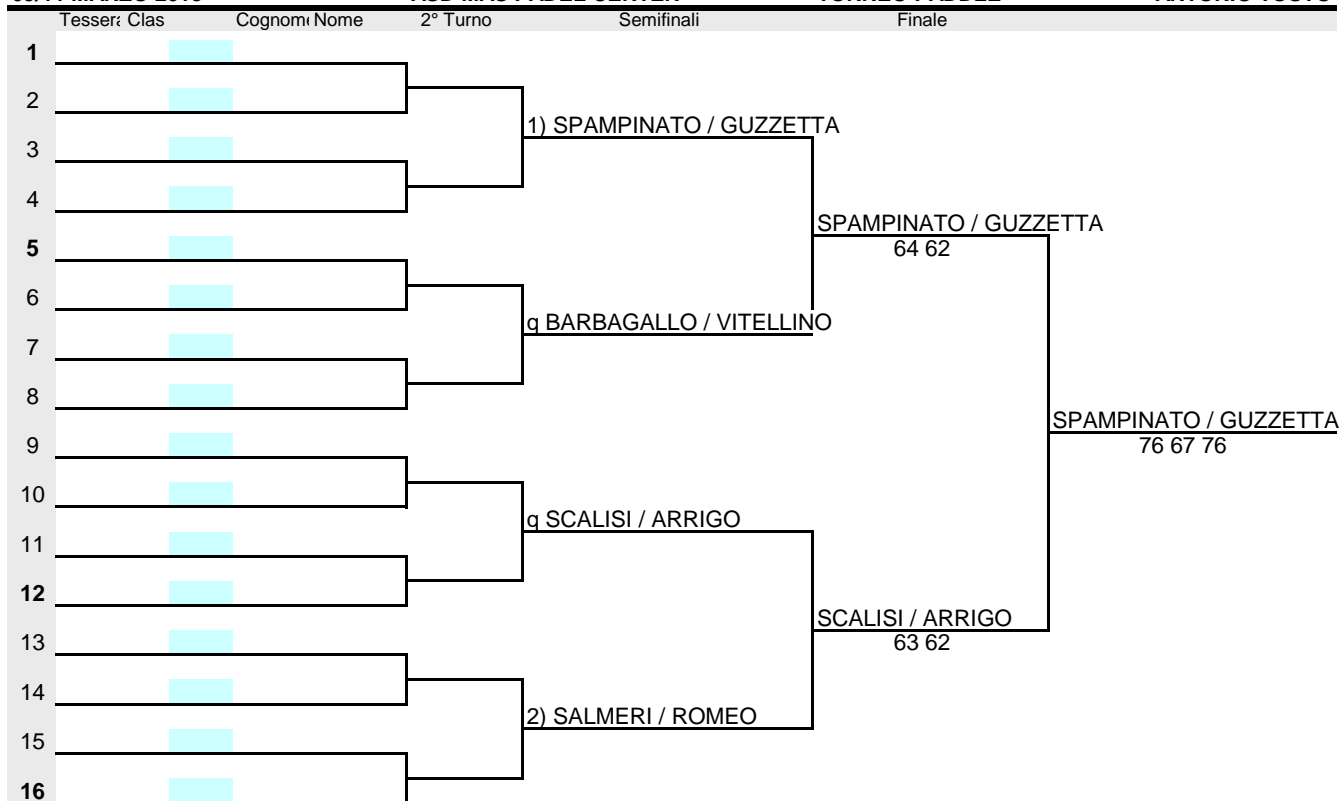 Tessera Clas Cognome Nome 2° Turno Semifinali Finale
1
2
1) SPAMPINATO / GUZZETTA
3
4
SPAMPINATO / GUZZETTA
5
64 62
6
q BARBAGALLO / VITELLINO
7
8
SPAMPINATO / GUZZETTA
9
76 67 76
10
q SCALISI / ARRIGO
11
12
SCALISI / ARRIGO
13
63 62
14
2) SALMERI / ROMEO
15
16